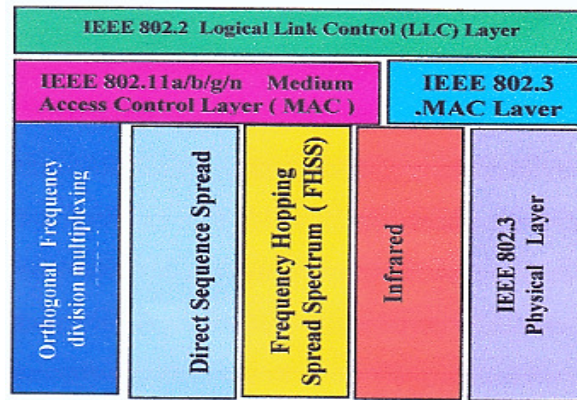 IEEE 802.2 Logical Link Control (LLC) Layer
IEEE 802.11a/b/g/n Medium
Access Control Layer ( MAC )
IEEE 802.3
.MAC Layer
Orthogonal Frequency
division multiplexing
Direct Sequence Spread
Frequency Hopping
Spread Spectrum ( FHSS)
Infrared
IEEE 802.3
Physical Layer